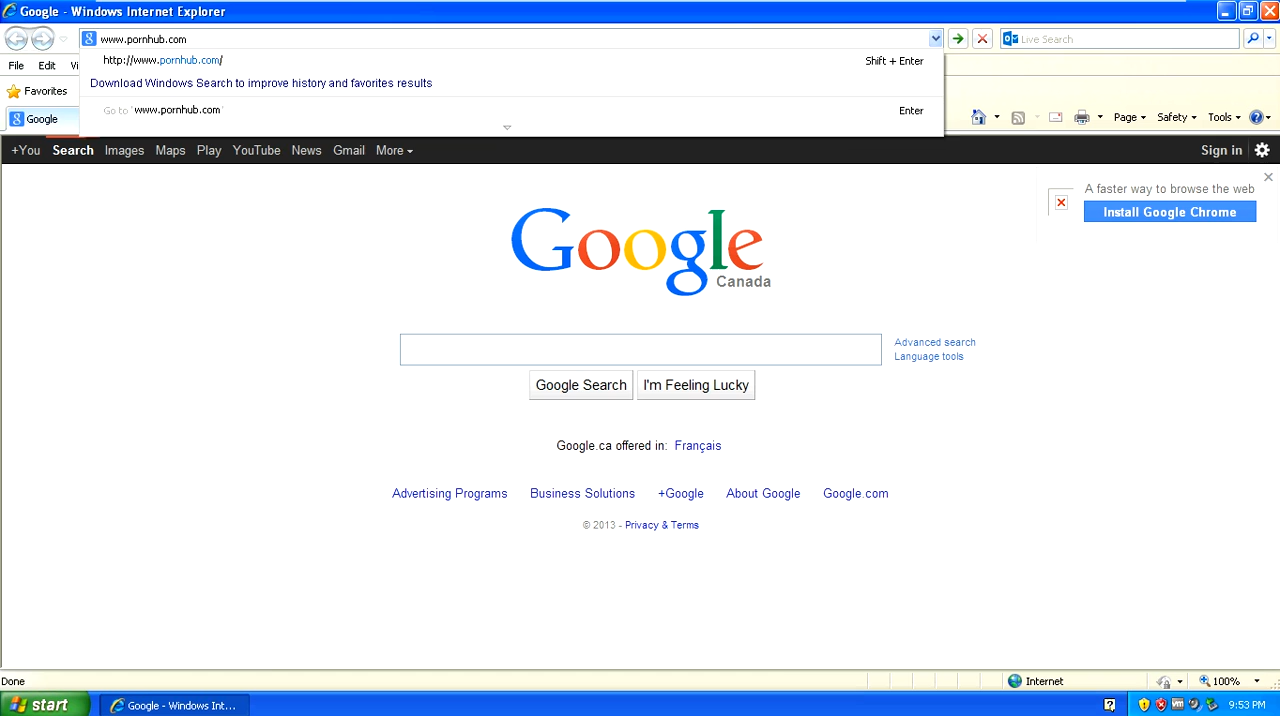 Google - Windows Internet Explorer
www.pornhub.com
Live Search
http://www.pornhub.com/ Shift + Enter
File Edit
Download Windows Search to improve history and favorites results
Favorites
Go to 'www.pornhub.com' Enter
Google
Page Safety Tools
+You Search Images Maps Play YouTube News Gmail More Sign in
A faster way to browse the web
Install Google Chrome
Google
Canada
Advanced search
Language tools
Google Search I'm Feeling Lucky
Google.ca offered in: Français
Advertising Programs Business Solutions +Google About Google Google.com
© 2013 - Privacy & Terms
Done Internet 100%
start Google - Windows Int... 9:53 PM